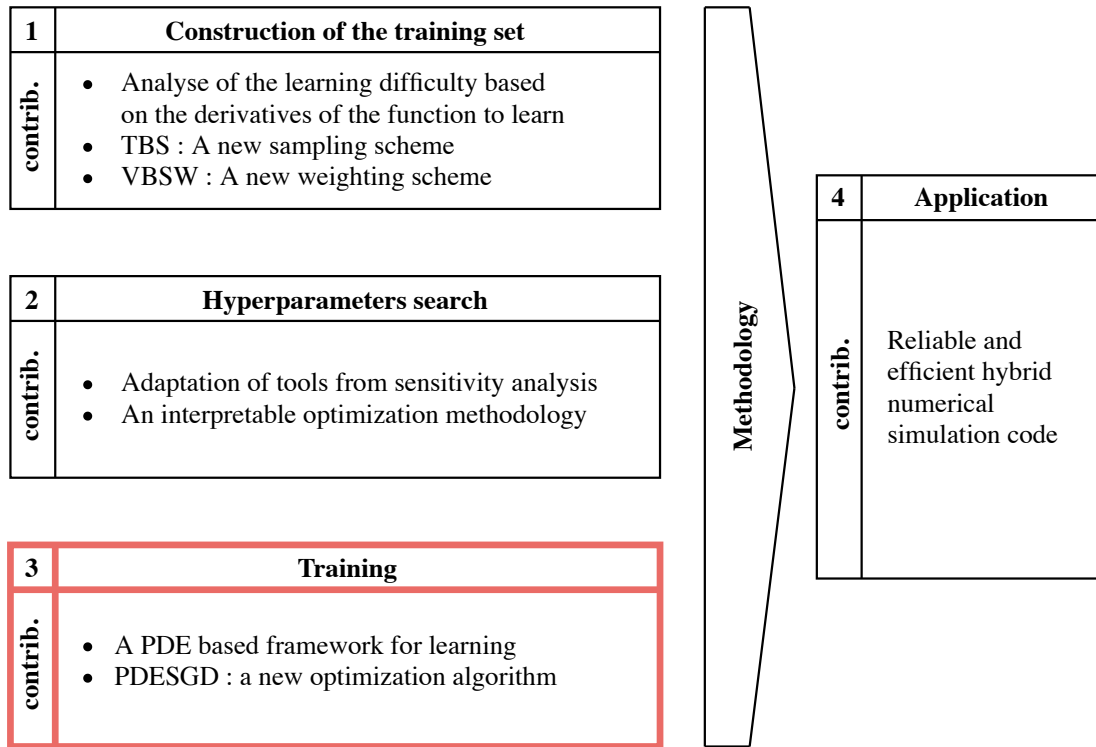 1 Construction of the training set
contrib.
• Analyse of the learning difficulty based
on the derivatives of the function to learn
• TBS : A new sampling scheme
• VBSW : A new weighting scheme
2 Hyperparameters search
contrib.
• Adaptation of tools from sensitivity analysis
• An interpretable optimization methodology
3 Training
contrib.
• A PDE based framework for learning
• PDESGD : a new optimization algorithm
Methodology
4 Application
contrib.
Reliable and
efficient hybrid
numerical
simulation code